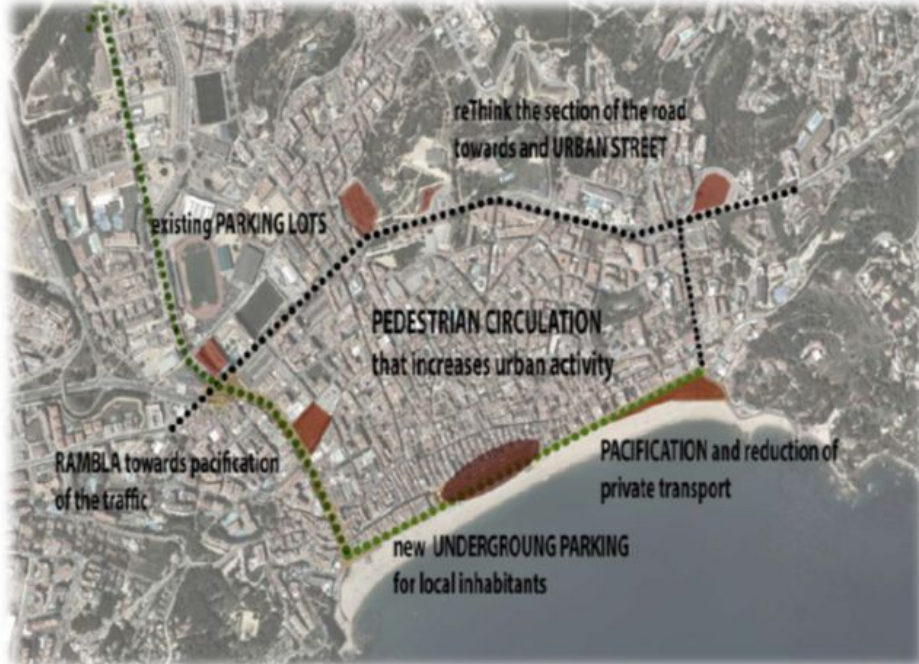 reThink the section of the road
towards and URBAN STREET
existing PARKING LOTS
PEDESTRIAN CIRCULATION
that increases urban activity
RAMBLA towards pacification
of the traffic
PACIFICATION and reduction of
private transport
new UNDERGROUNG PARKING
for local inhabitants